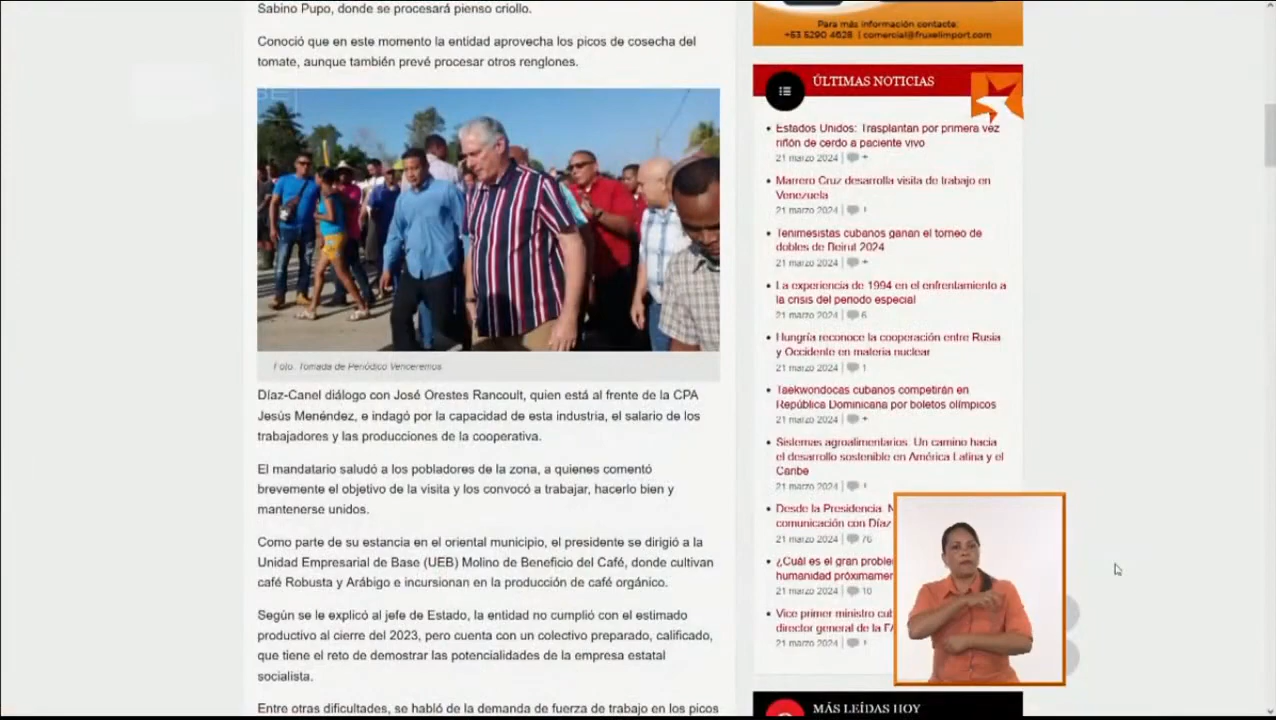 Sabino Pupo, donde se procesará pienso criollo.
Conoció que en este momento la entidad aprovecha los picos de cosecha del
tomate, aunque también prevé procesar otros renglones.
Foto: Tomada de Periódico Venceremos
Díaz-Canel diálogo con José Orestes Rancoult, quien está al frente de la CPA
Jesús Menéndez, e indagó por la capacidad de esta industria, el salario de los
trabajadores y las producciones de la cooperativa.
El mandatario saludó a los pobladores de la zona, a quienes comentó
brevemente el objetivo de la visita y los convocó a trabajar, hacerlo bien y
mantenerse unidos.
Como parte de su estancia en el oriental municipio, el presidente se dirigió a la
Unidad Empresarial de Base (UEB) Molino de Beneficio del Café, donde cultivan
café Robusta y Arábigo e incursionan en la producción de café orgánico.
Según se le explicó al jefe de Estado, la entidad no cumplió con el estimado
productivo al cierre del 2023, pero cuenta con un colectivo preparado, calificado,
que tiene el reto de demostrar las potencialidades de la empresa estatal
socialista.
Entre otras dificultades, se habló de la demanda de fuerza de trabajo en los picos
Para más información contacte:
+53 5290 4628 | comercial@fruxelimport.com
ÚLTIMAS NOTICIAS
Estados Unidos: Trasplantan por primera vez
riñón de cerdo a paciente vivo
21 marzo 2024 | +
Marrero Cruz desarrolla visita de trabajo en
Venezuela
21 marzo 2024 | 1
Tenimesistas cubanos ganan el torneo de
dobles de Beirut 2024
21 marzo 2024 | +
La experiencia de 1994 en el enfrentamiento a
la crisis del periodo especial
21 marzo 2024 | 6
Hungría reconoce la cooperación entre Rusia
y Occidente en materia nuclear
21 marzo 2024 | 1
Taekwondocas cubanos competirán en
República Dominicana por boletos olímpicos
21 marzo 2024 | +
Sistemas agroalimentarios: Un camino hacia
el desarrollo sostenible en América Latina y el
Caribe
21 marzo 2024 | 1
Desde la Presidencia: N
comunicación con Díaz
21 marzo 2024 | 76
¿Cuál es el gran proble
humanidad próximamen
21 marzo 2024 | 10
Vice primer ministro cub
director general de la FA
21 marzo 2024 | 1
MÁS LEÍDAS HOY